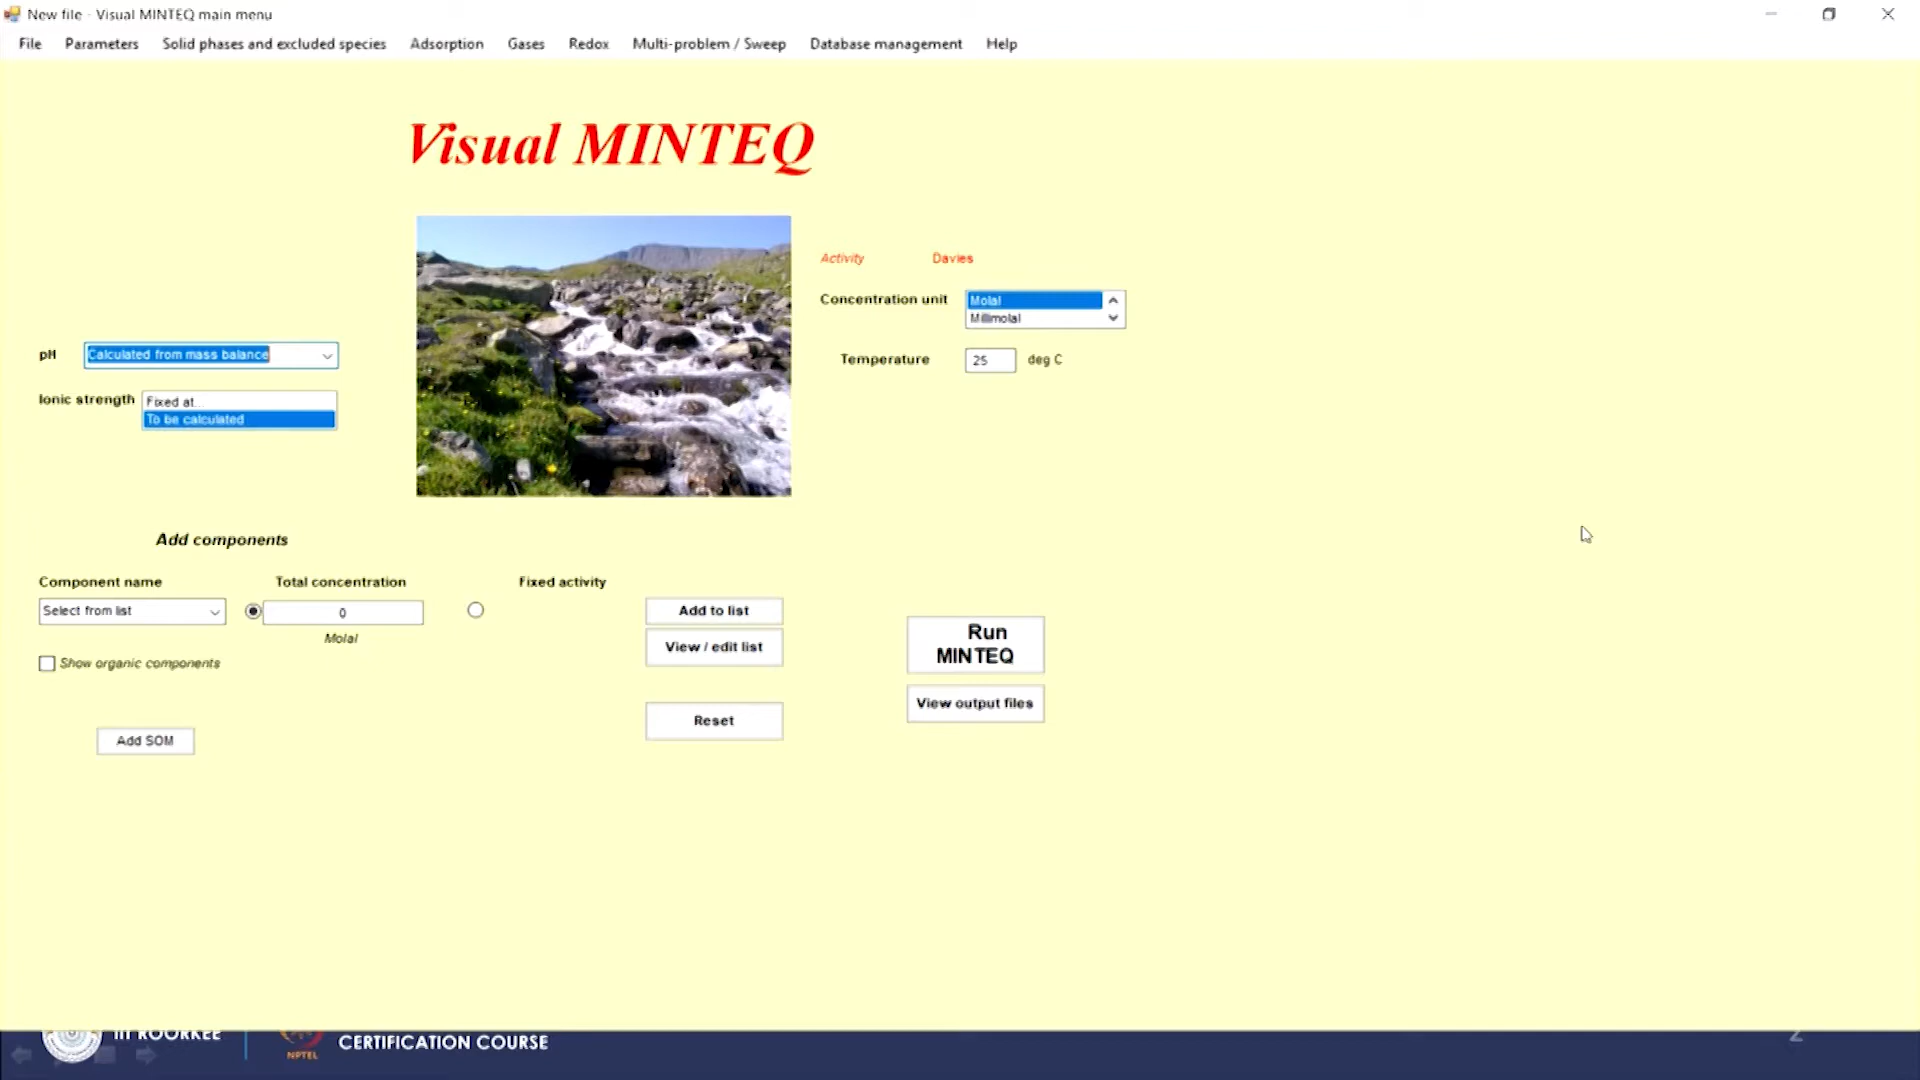 New file - Visual MINTEQ main menu
File Parameters Solid phases and excluded species Adsorption Gases Redox Multi-problem / Sweep Database management Help
Visual MINTEQ
Activity Davies
Concentration unit Molal
Millimolal
pH Calculated from mass balance
Temperature 25 deg C
Ionic strength Fixed at...
To be calculated
Add components
Component name Total concentration Fixed activity
Select from list 0 Add to list
Molal
View / edit list
Show organic components
Run
MINTEQ
View output files
Reset
Add SOM
IIT ROORKEE
NPTEL
CERTIFICATION COURSE
2